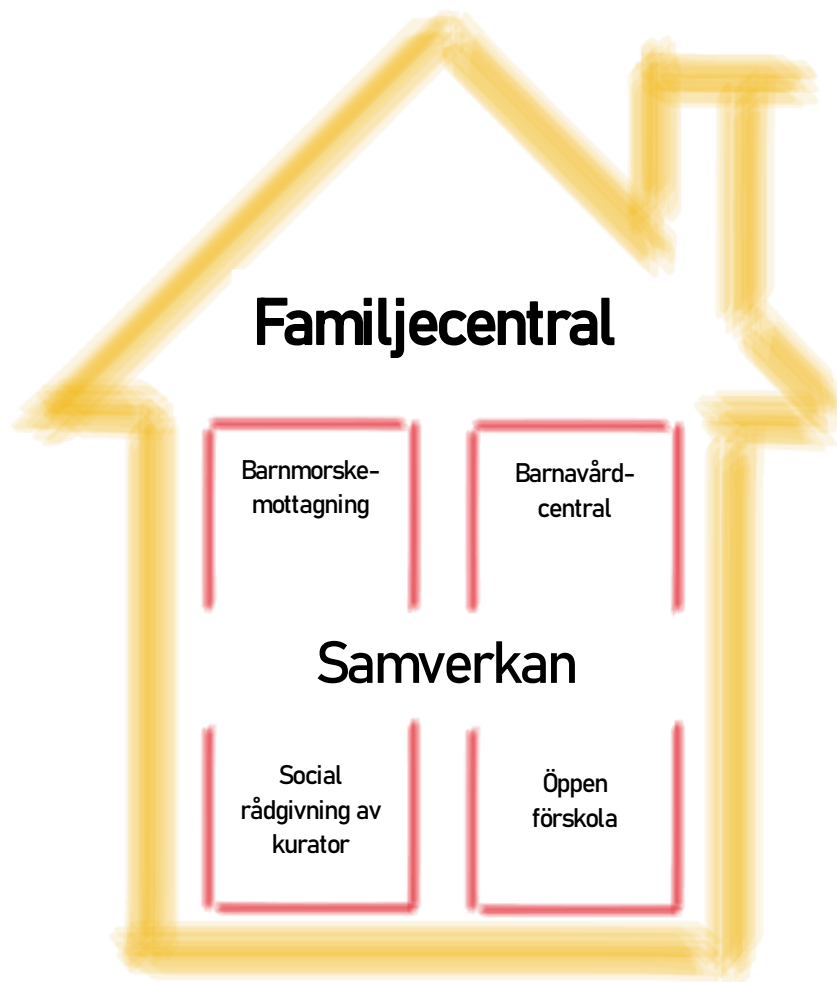 Familjecentral
Barnmorske-
mottagning
Barnavård-
central
Samverkan
Social
rådgivning av
kurator
Öppen
förskola